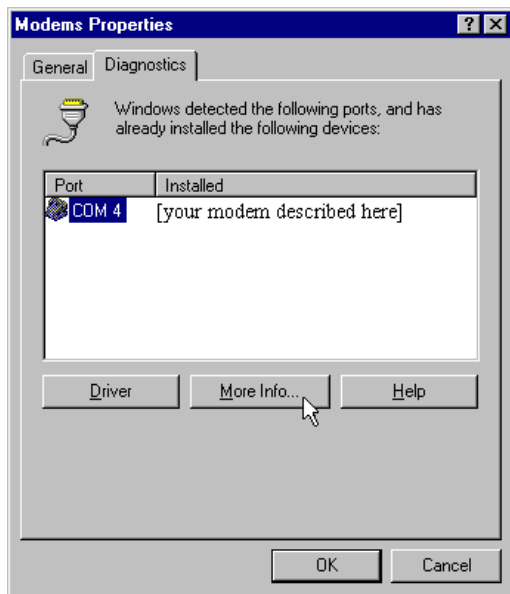 Modems Properties
General Diagnostics
Windows detected the following ports, and has
already installed the following devices:
Port Installed
COM 4 [your modem described here]
Driver More Info... Help
OK Cancel